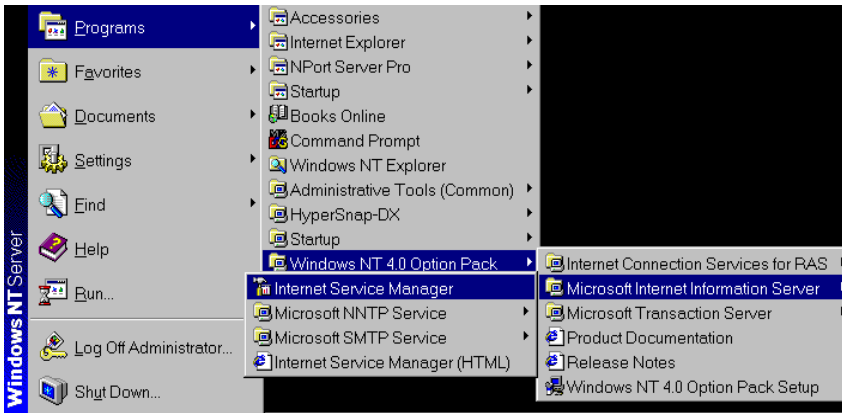 Programs
Favorites
Documents
Settings
Find
Help
Run...
Log Off Administrator...
Shut Down...
Windows NT Server
Accessories
Internet Explorer
NPort Server Pro
Startup
Books Online
Command Prompt
Windows NT Explorer
Administrative Tools (Common)
HyperSnap-DX
Startup
Windows NT 4.0 Option Pack
Internet Connection Services for RAS
Microsoft Internet Information Server
Microsoft Transaction Server
Product Documentation
Release Notes
Windows NT 4.0 Option Pack Setup
Internet Service Manager
Microsoft NNTP Service
Microsoft SMTP Service
Internet Service Manager (HTML)